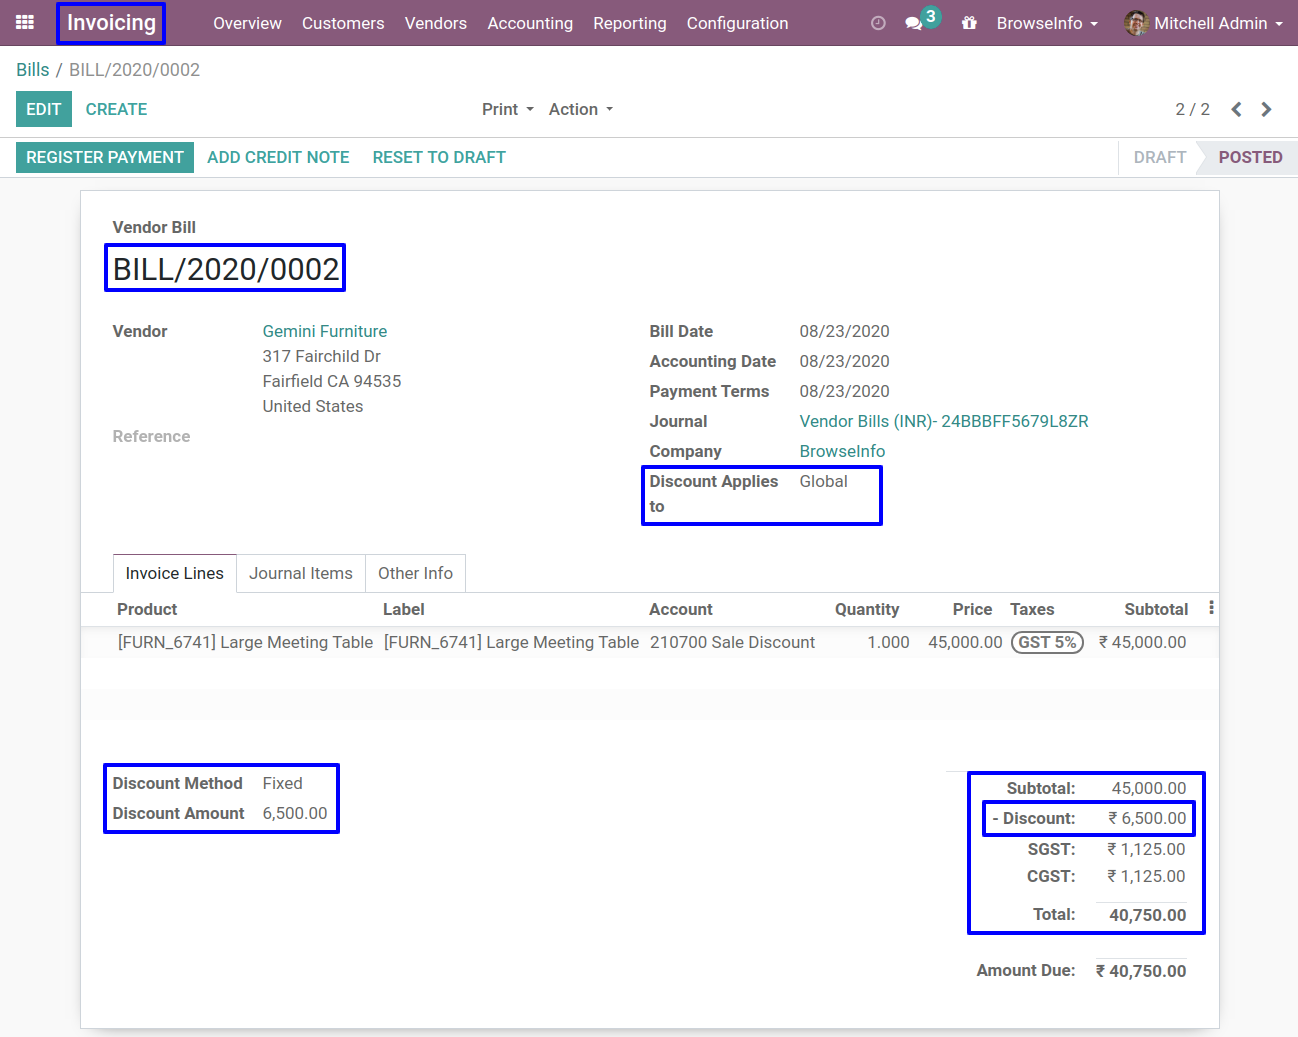 Invoicing Overview Customers Vendors Accounting Reporting Configuration 3 BrowseInfo Mitchell Admin
Bills / BILL/2020/0002
EDIT CREATE Print Action 2 / 2
REGISTER PAYMENT ADD CREDIT NOTE RESET TO DRAFT DRAFT POSTED
Vendor Bill
BILL/2020/0002
Vendor Gemini Furniture
317 Fairchild Dr
Fairfield CA 94535
United States
Reference
Bill Date 08/23/2020
Accounting Date 08/23/2020
Payment Terms 08/23/2020
Journal Vendor Bills (INR)- 24BBBFF5679L8ZR
Company BrowseInfo
Discount Applies Global
to
Invoice Lines Journal Items Other Info
Product Label Account Quantity Price Taxes Subtotal
[FURN_6741] Large Meeting Table [FURN_6741] Large Meeting Table 210700 Sale Discount 1.000 45,000.00 GST 5% ₹ 45,000.00
Discount Method Fixed
Discount Amount 6,500.00
Subtotal: 45,000.00
- Discount: ₹ 6,500.00
SGST: ₹ 1,125.00
CGST: ₹ 1,125.00
Total: 40,750.00
Amount Due: ₹ 40,750.00